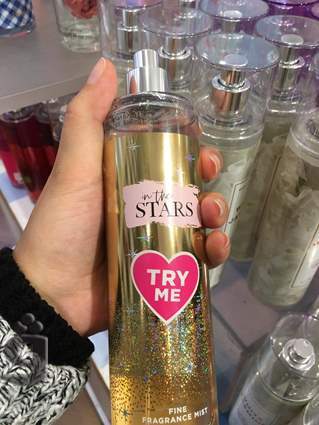 in the
STARS
TRY
ME
FINE
FRAGRANCE MIST